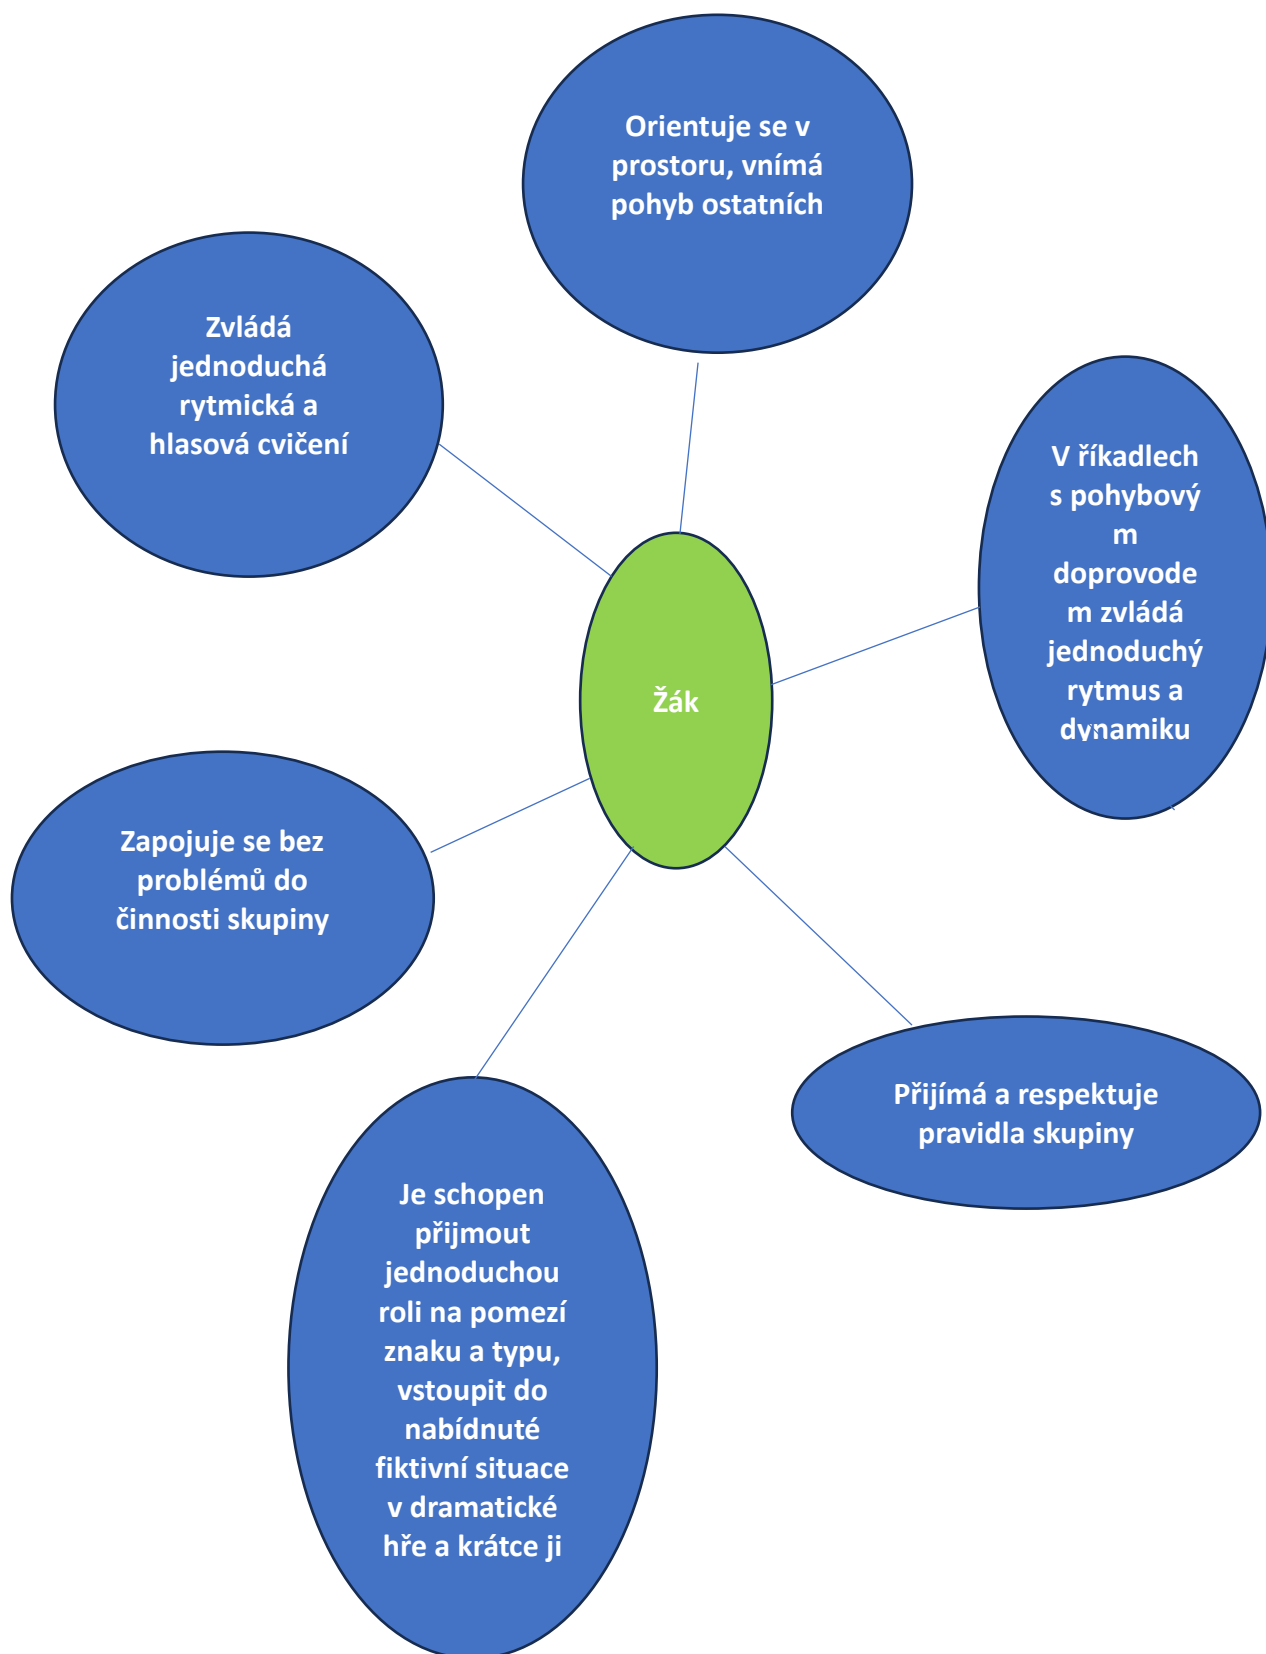 Orientuje se v
prostoru, vnímá
pohyb ostatních
Zvládá
jednoduchá
rytmická a
hlasová cvičení
V říkadlech
s pohybový
m
doprovode
m zvládá
jednoduchý
rytmus a
dynamiku
Žák
Zapojuje se bez
problémů do
činnosti skupiny
Přijímá a respektuje
pravidla skupiny
Je schopen
přijmout
jednoduchou
roli na pomezí
znaku a typu,
vstoupit do
nabídnuté
fiktivní situace
v dramatické
hře a krátce ji